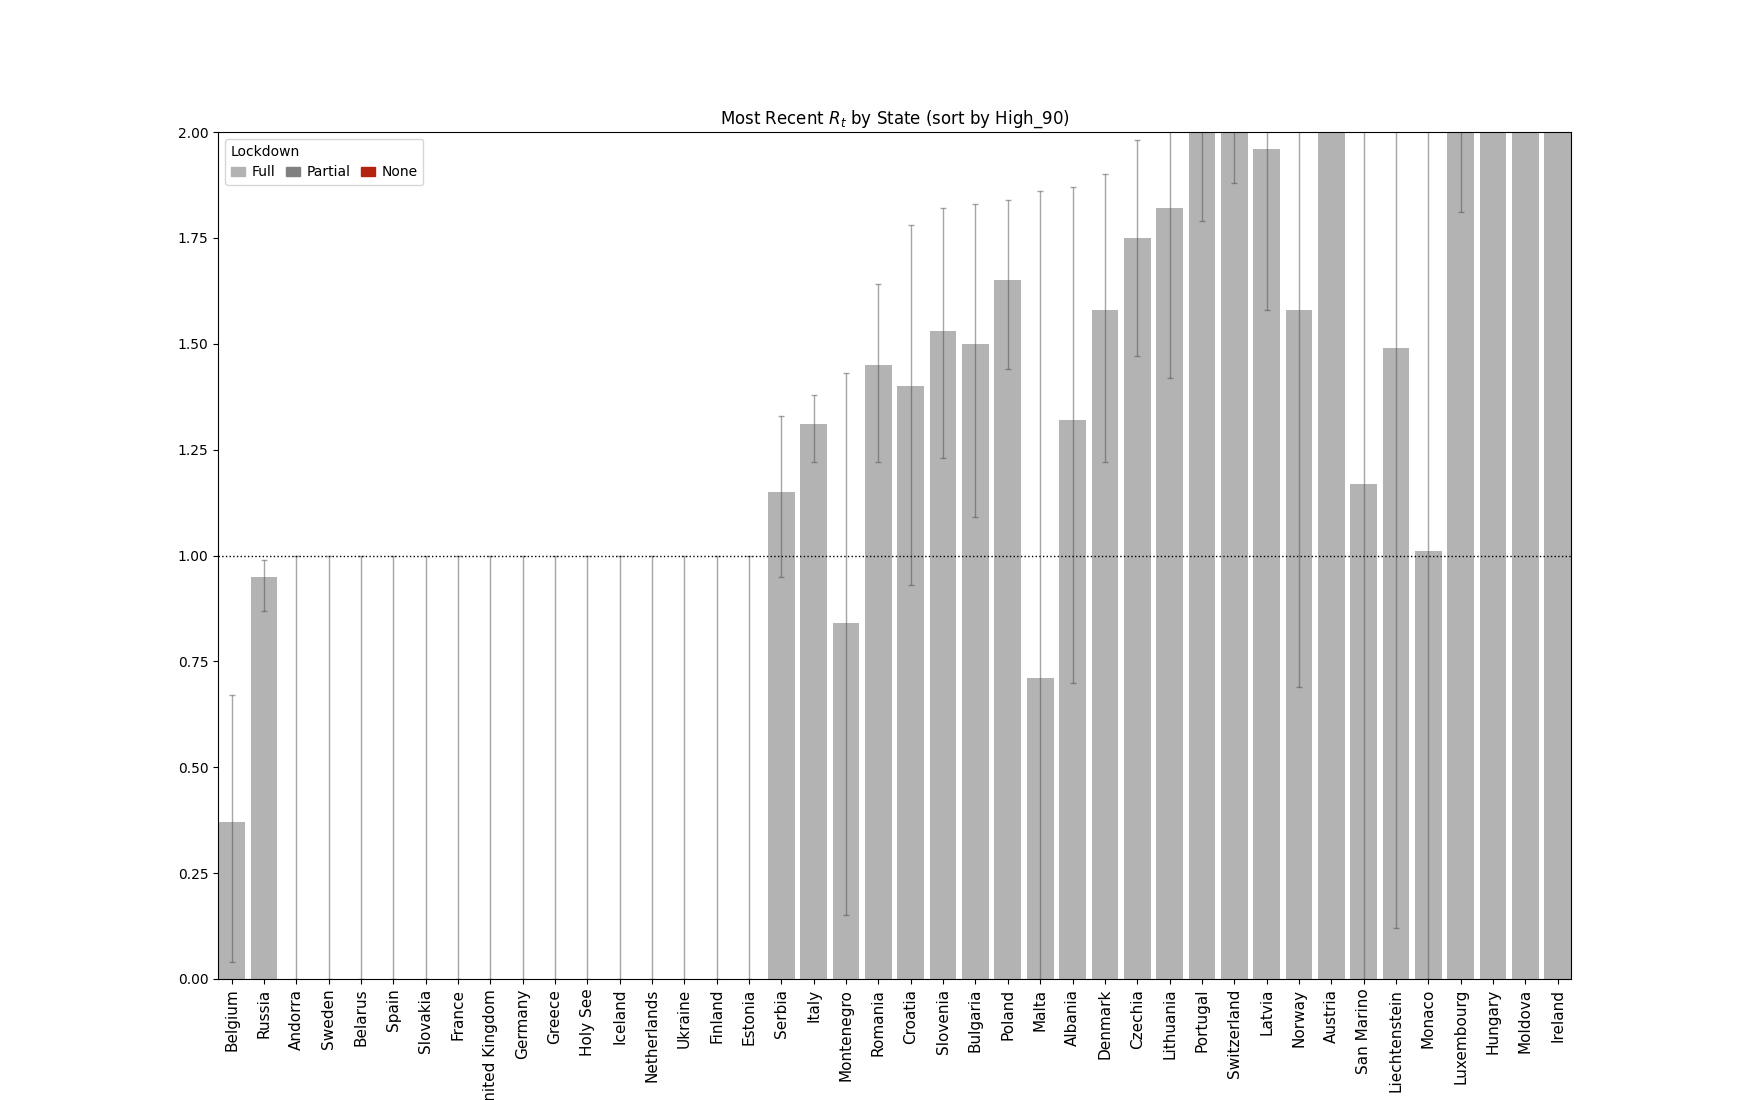 Most Recent Rt by State (sort by High_90)
2.00
Lockdown
Full Partial None
1.75
1.50
1.25
1.00
0.75
0.50
0.25
0.00
Belgium
Russia
Andorra
Sweden
Belarus
Spain
Slovakia
France
nited Kingdom
Germany
Greece
Holy See
Iceland
Netherlands
Ukraine
Finland
Estonia
Serbia
Italy
Montenegro
Romania
Croatia
Slovenia
Bulgaria
Poland
Malta
Albania
Denmark
Czechia
Lithuania
Portugal
Switzerland
Latvia
Norway
Austria
San Marino
Liechtenstein
Monaco
Luxembourg
Hungary
Moldova
Ireland